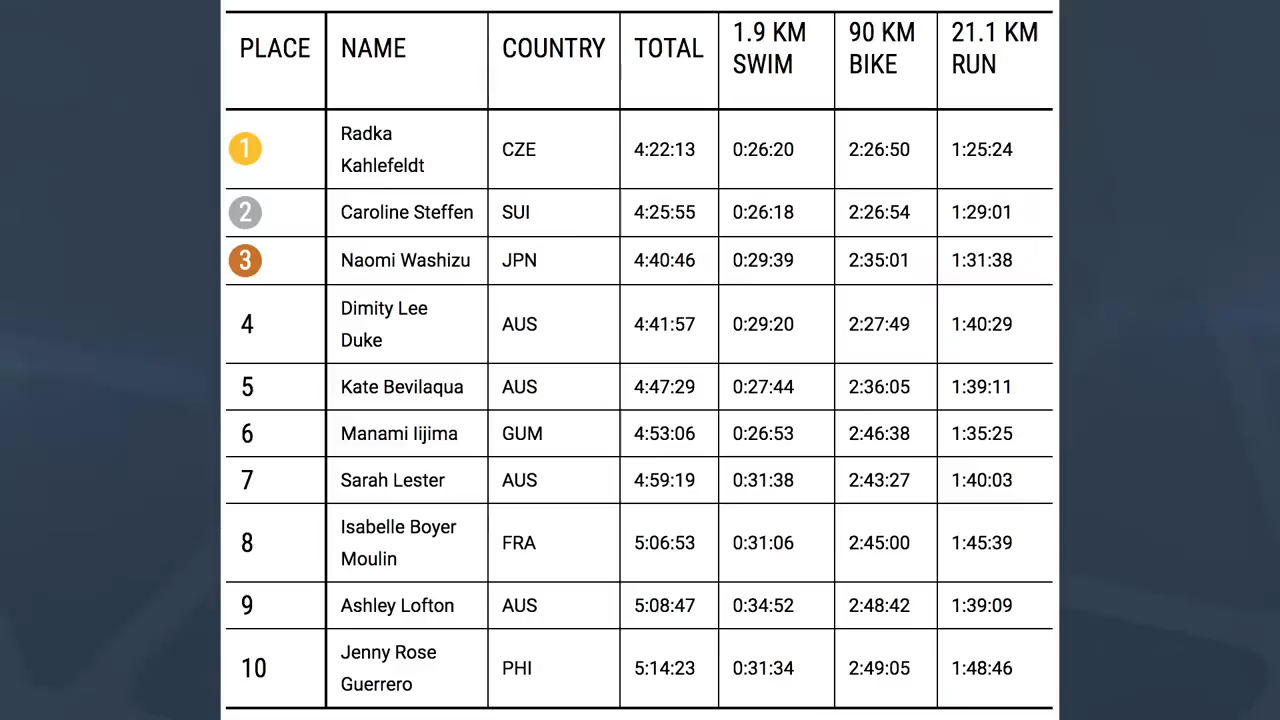 PLACE NAME COUNTRY TOTAL 1.9 KM SWIM 90 KM BIKE 21.1 KM RUN
1 Radka Kahlefeldt CZE 4:22:13 0:26:20 2:26:50 1:25:24
2 Caroline Steffen SUI 4:25:55 0:26:18 2:26:54 1:29:01
3 Naomi Washizu JPN 4:40:46 0:29:39 2:35:01 1:31:38
4 Dimity Lee Duke AUS 4:41:57 0:29:20 2:27:49 1:40:29
5 Kate Bevilaqua AUS 4:47:29 0:27:44 2:36:05 1:39:11
6 Manami Iijima GUM 4:53:06 0:26:53 2:46:38 1:35:25
7 Sarah Lester AUS 4:59:19 0:31:38 2:43:27 1:40:03
8 Isabelle Boyer Moulin FRA 5:06:53 0:31:06 2:45:00 1:45:39
9 Ashley Lofton AUS 5:08:47 0:34:52 2:48:42 1:39:09
10 Jenny Rose Guerrero PHI 5:14:23 0:31:34 2:49:05 1:48:46